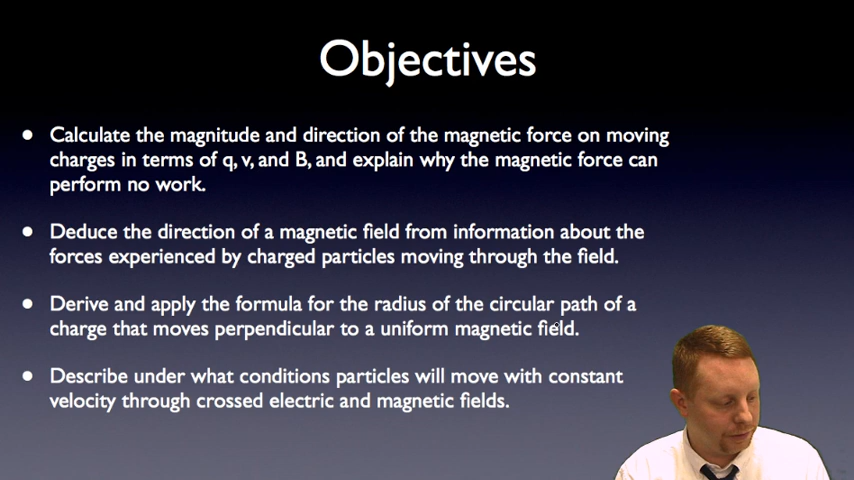 Objectives
• Calculate the magnitude and direction of the magnetic force on moving
charges in terms of q, v, and B, and explain why the magnetic force can
perform no work.
• Deduce the direction of a magnetic field from information about the
forces experienced by charged particles moving through the field.
• Derive and apply the formula for the radius of the circular path of a
charge that moves perpendicular to a uniform magnetic field.
• Describe under what conditions particles will move with constant
velocity through crossed electric and magnetic fields.